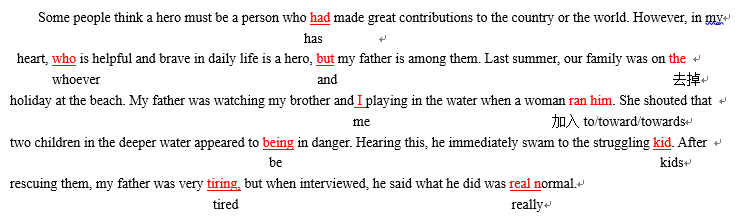 Some people think a hero must be a person who had made great contributions to the country or the world. However, in my
has
heart, who is helpful and brave in daily life is a hero, but my father is among them. Last summer, our family was on the
whoever and 去掉
holiday at the beach. My father was watching my brother and I playing in the water when a woman ran him. She shouted that
me 加入 to/toward/towards
two children in the deeper water appeared to being in danger. Hearing this, he immediately swam to the struggling kid. After
be kids
rescuing them, my father was very tiring, but when interviewed, he said what he did was real normal.
tired really